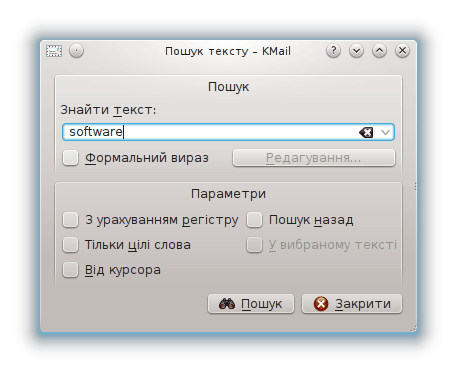 Пошук тексту – KMail
Пошук
Знайти текст:
software
Формальний вираз
Редагування...
Параметри
З урахуванням регістру
Пошук назад
Тільки цілі слова
У вибраному тексті
Від курсора
Пошук
Закрити